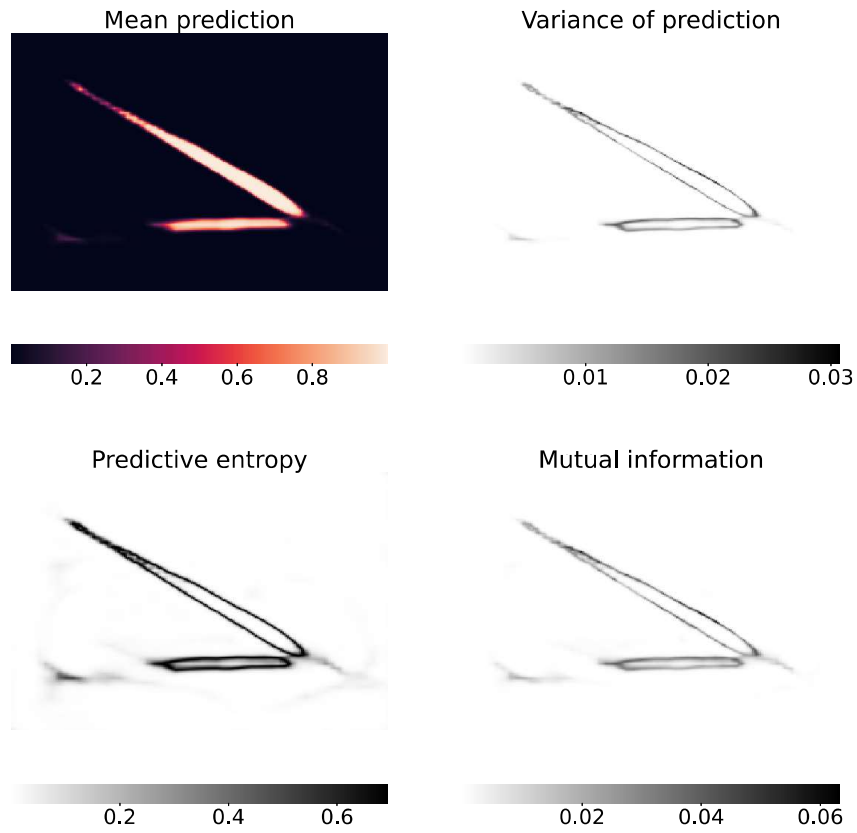 Mean prediction
Variance of prediction
0.2 0.4 0.6 0.8
0.01 0.02 0.03
Predictive entropy
Mutual information
0.2 0.4 0.6
0.02 0.04 0.06